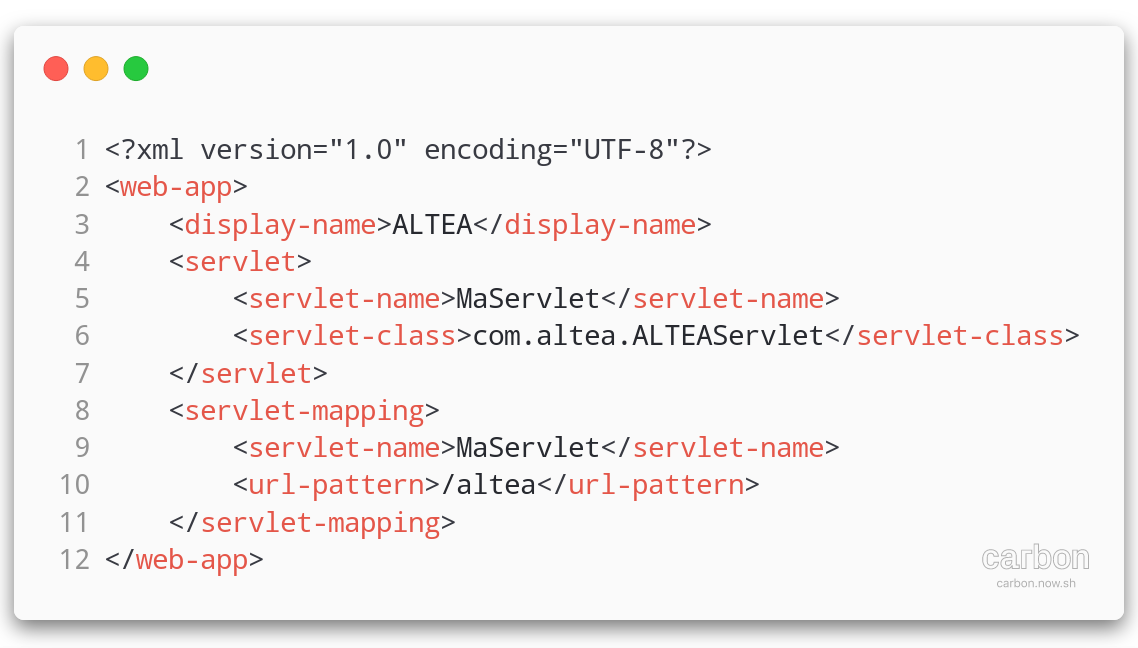 1 <?xml version="1.0" encoding="UTF-8"?>
2 <web-app>
3     <display-name>ALTEA</display-name>
4     <servlet>
5         <servlet-name>MaServlet</servlet-name>
6         <servlet-class>com.altea.ALTEAServlet</servlet-class>
7     </servlet>
8     <servlet-mapping>
9         <servlet-name>MaServlet</servlet-name>
10         <url-pattern>/altea</url-pattern>
11     </servlet-mapping>
12 </web-app>
carbon
carbon.now.sh